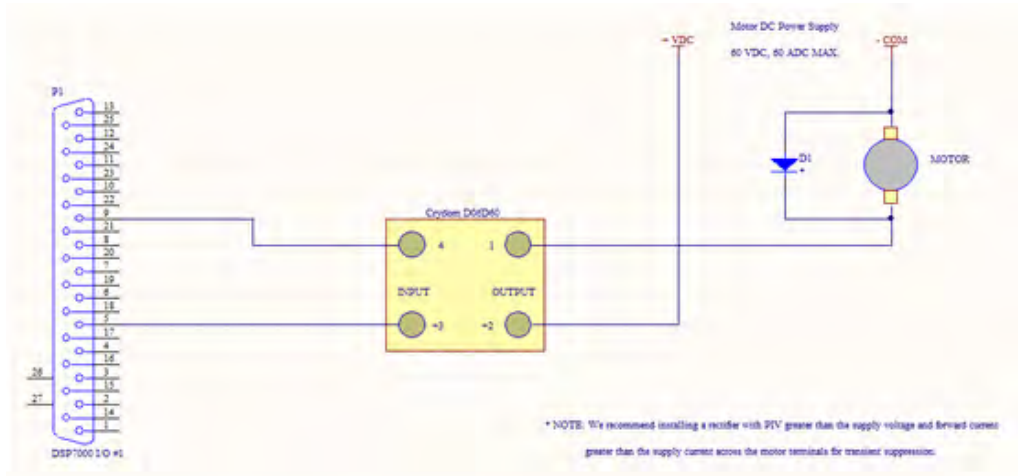 Motor DC Power Supply
+ VDC
- COM
60 VDC, 60 ADC MAX.
P1
13
25
12
24
11
23
10
22
9
21
8
20
7
19
6
18
5
17
4
16
3
15
2
14
1
26
27
DSP7000 I/O #1
Crydom D06D60
4
1
INPUT
OUTPUT
+3
+2
D1
+
MOTOR
* NOTE: We recommend installing a rectifier with PIV greater than the supply voltage and forward current
greater than the supply current across the motor terminals for transient suppression.